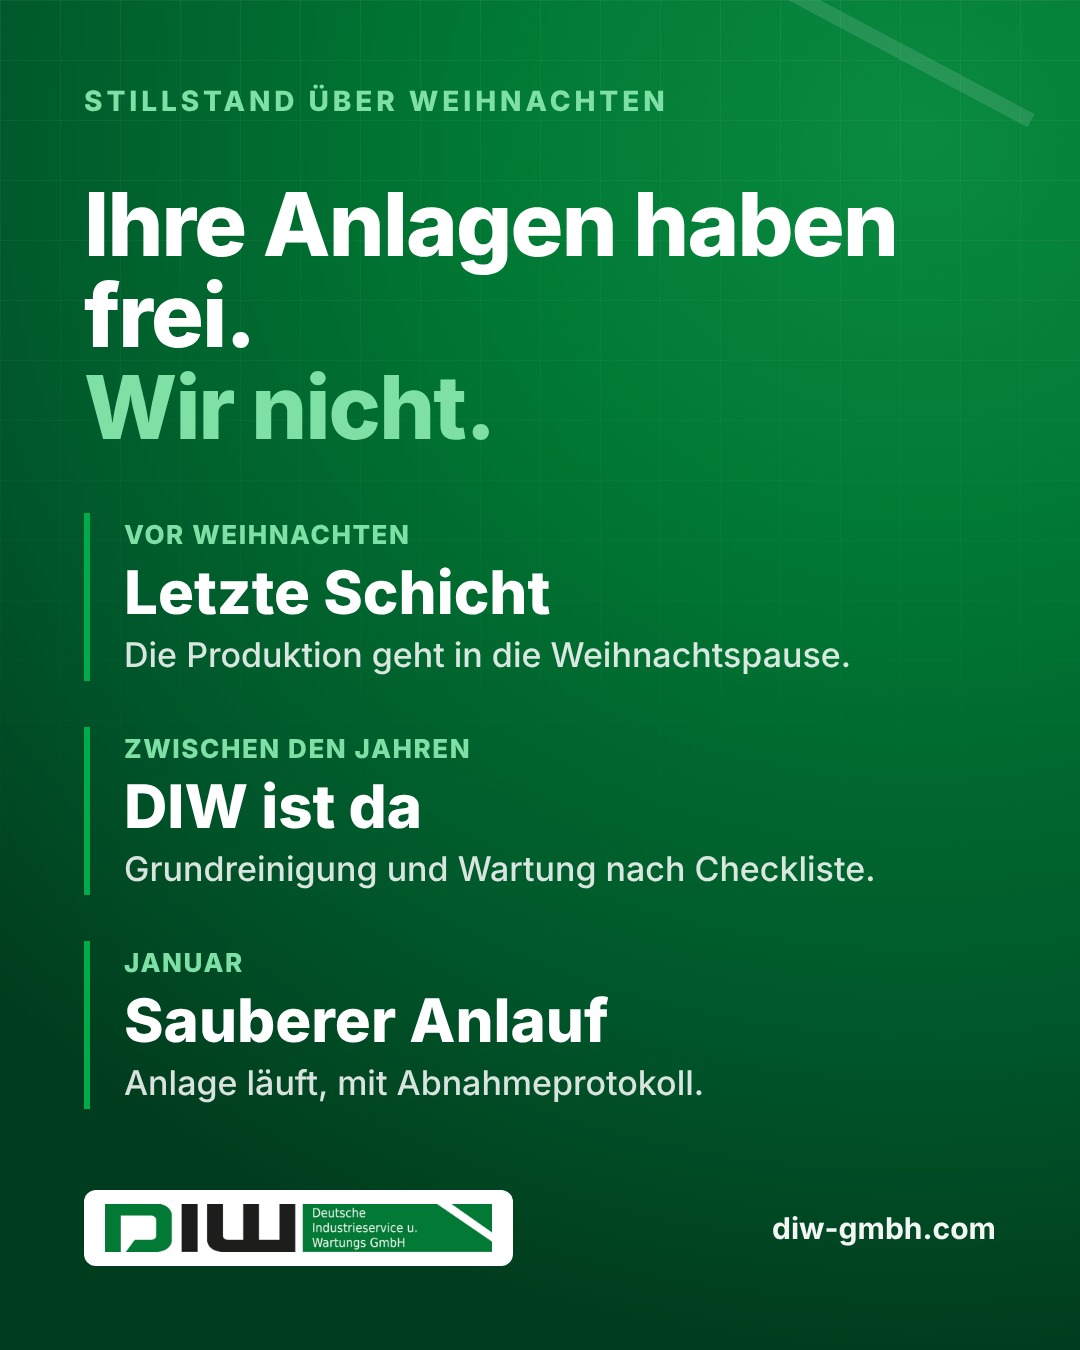 STILLSTAND ÜBER WEIHNACHTEN
Ihre Anlagen haben
frei.
Wir nicht.
VOR WEIHNACHTEN
Letzte Schicht
Die Produktion geht in die Weihnachtspause.
ZWISCHEN DEN JAHREN
DIW ist da
Grundreinigung und Wartung nach Checkliste.
JANUAR
Sauberer Anlauf
Anlage läuft, mit Abnahmeprotokoll.
DIW
Deutsche
Industrieservice u.
Wartungs GmbH
diw-gmbh.com